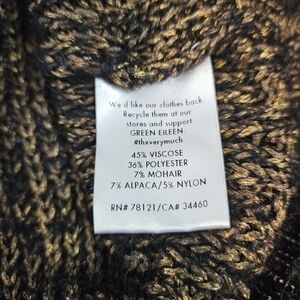 We'd like our clothes back
Recycle them at our
stores and support
GREEN EILEEN.
#thxverymuch
45% VISCOSE
36% POLYESTER
7% MOHAIR
7% ALPACA/5% NYLON
RN# 78121/CA# 34460